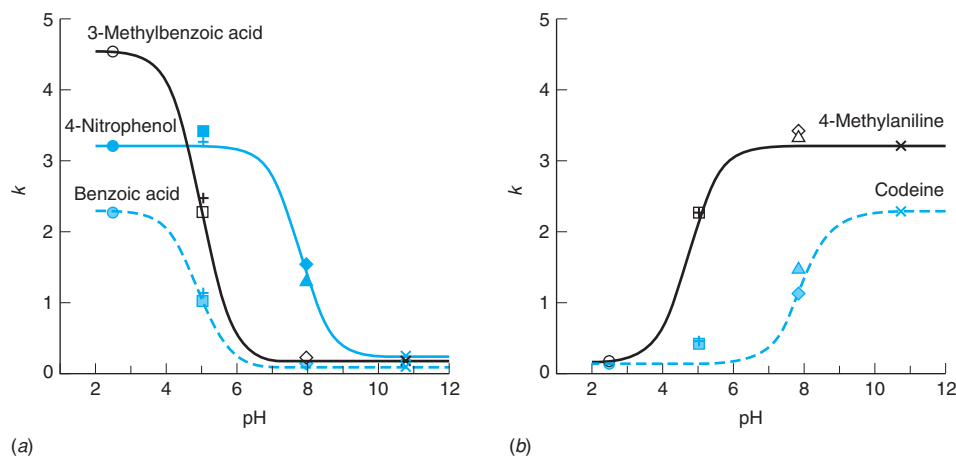 5
4
3
2
1
0
k
3-Methylbenzoic acid
4-Nitrophenol
Benzoic acid
2 4 6 8 10 12
pH
(a)
5
4
3
2
1
0
k
4-Methylaniline
Codeine
2 4 6 8 10 12
pH
(b)